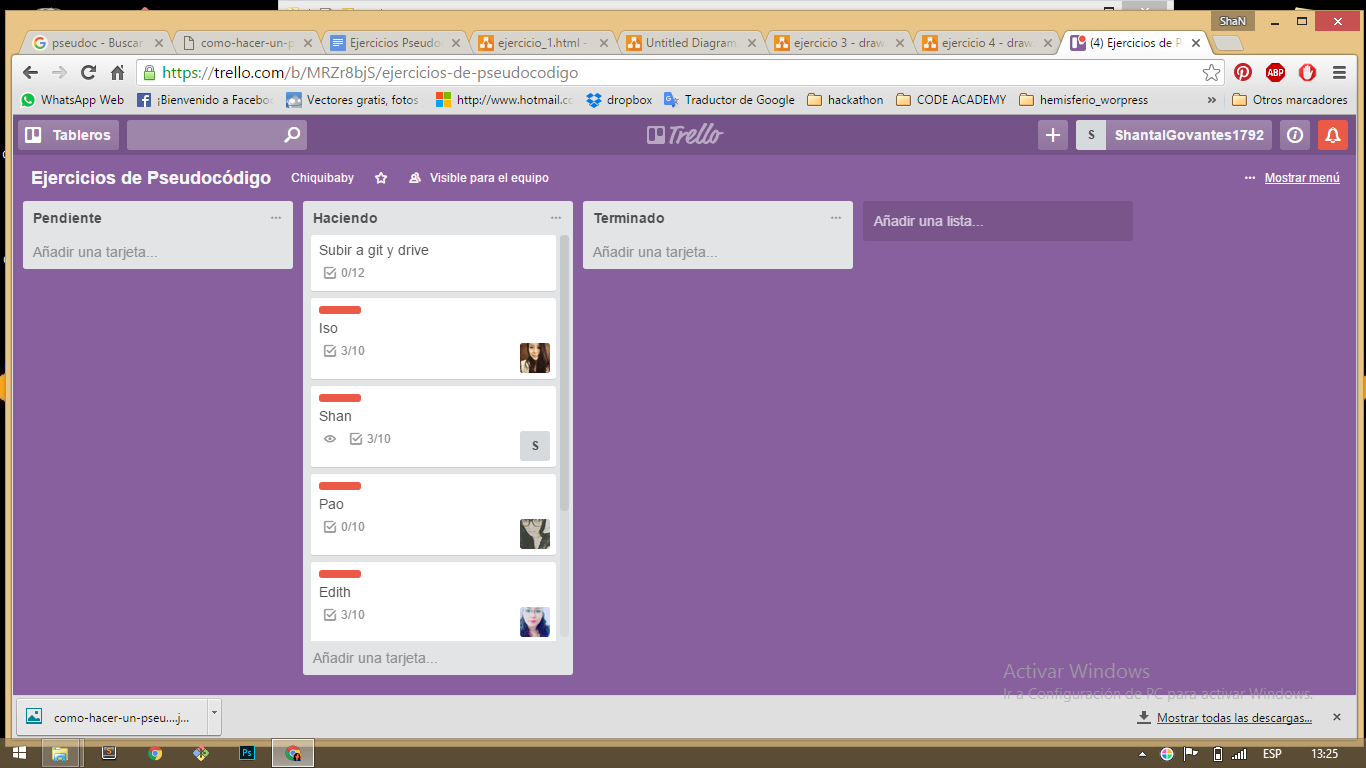 ShaN
pseudoc - Buscar
como-hacer-un-p
Ejercicios Pseudo
ejercicio_1.html -
Untitled Diagram.
ejercicio 3 - draw
ejercicio 4 - draw
(4) Ejercicios de P
https://trello.com/b/MRZr8bjS/ejercicios-de-pseudocodigo
ABP
WhatsApp Web
¡Bienvenido a Facebo
Vectores gratis, fotos
http://www.hotmail.cc
dropbox
Traductor de Google
hackathon
CODE ACADEMY
hemisferio_worpress
»
Otros marcadores
Tableros
Trello
S
ShantalGovantes1792
Ejercicios de Pseudocódigo
Chiquibaby
Visible para el equipo
Mostrar menú
Pendiente
Añadir una tarjeta...
Haciendo
Subir a git y drive
0/12
Iso
3/10
Shan
3/10
S
Pao
0/10
Edith
3/10
Añadir una tarjeta...
Terminado
Añadir una tarjeta...
Añadir una lista...
Activar Windows
Ir a Configuración de PC para activar Windows.
como-hacer-un-pseu....j...
Mostrar todas las descargas...
Ps
ESP
13:25